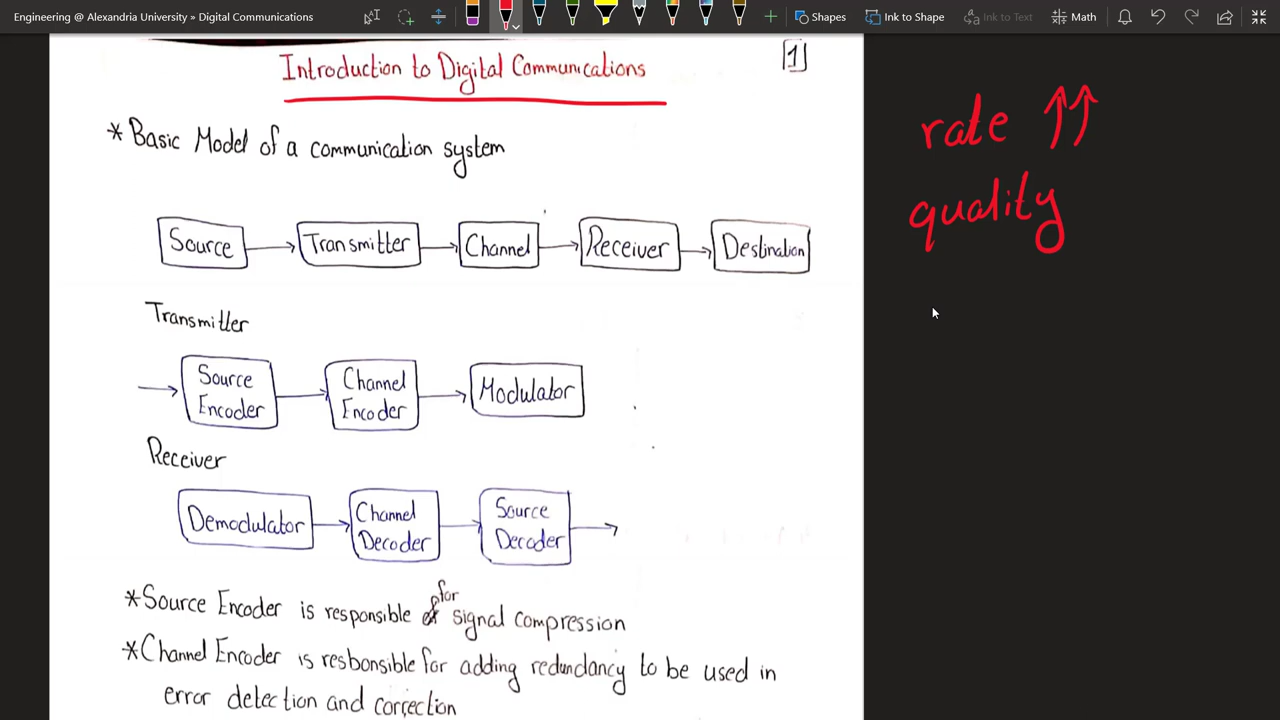 Engineering @ Alexandria University » Digital Communications
Shapes
Ink to Shape
Ink to Text
Math
Introduction to Digital Communications
[1]
* Basic Model of a communication system
Source
Transmitter
Channel
Receiver
Destination
Transmitter
Source
Encoder
Channel
Encoder
Modulator
Receiver
Demodulator
Channel
Decoder
Source
Decoder
for
*Source Encoder is responsible signal compression
*Channel Encoder is resbonsible for adding redundancy to be used in
error detection and correction
rate ↑↑
quality